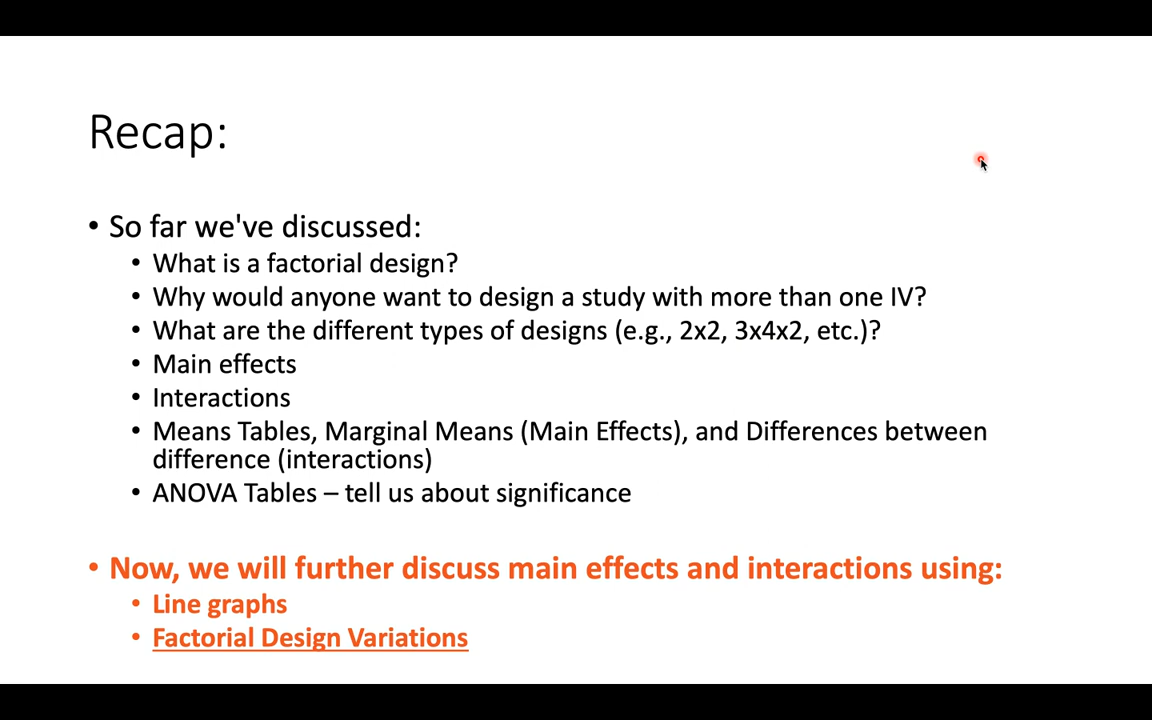 Recap:
• So far we've discussed:
• What is a factorial design?
• Why would anyone want to design a study with more than one IV?
• What are the different types of designs (e.g., 2x2, 3x4x2, etc.)?
• Main effects
• Interactions
• Means Tables, Marginal Means (Main Effects), and Differences between
difference (interactions)
• ANOVA Tables – tell us about significance
• Now, we will further discuss main effects and interactions using:
• Line graphs
• Factorial Design Variations